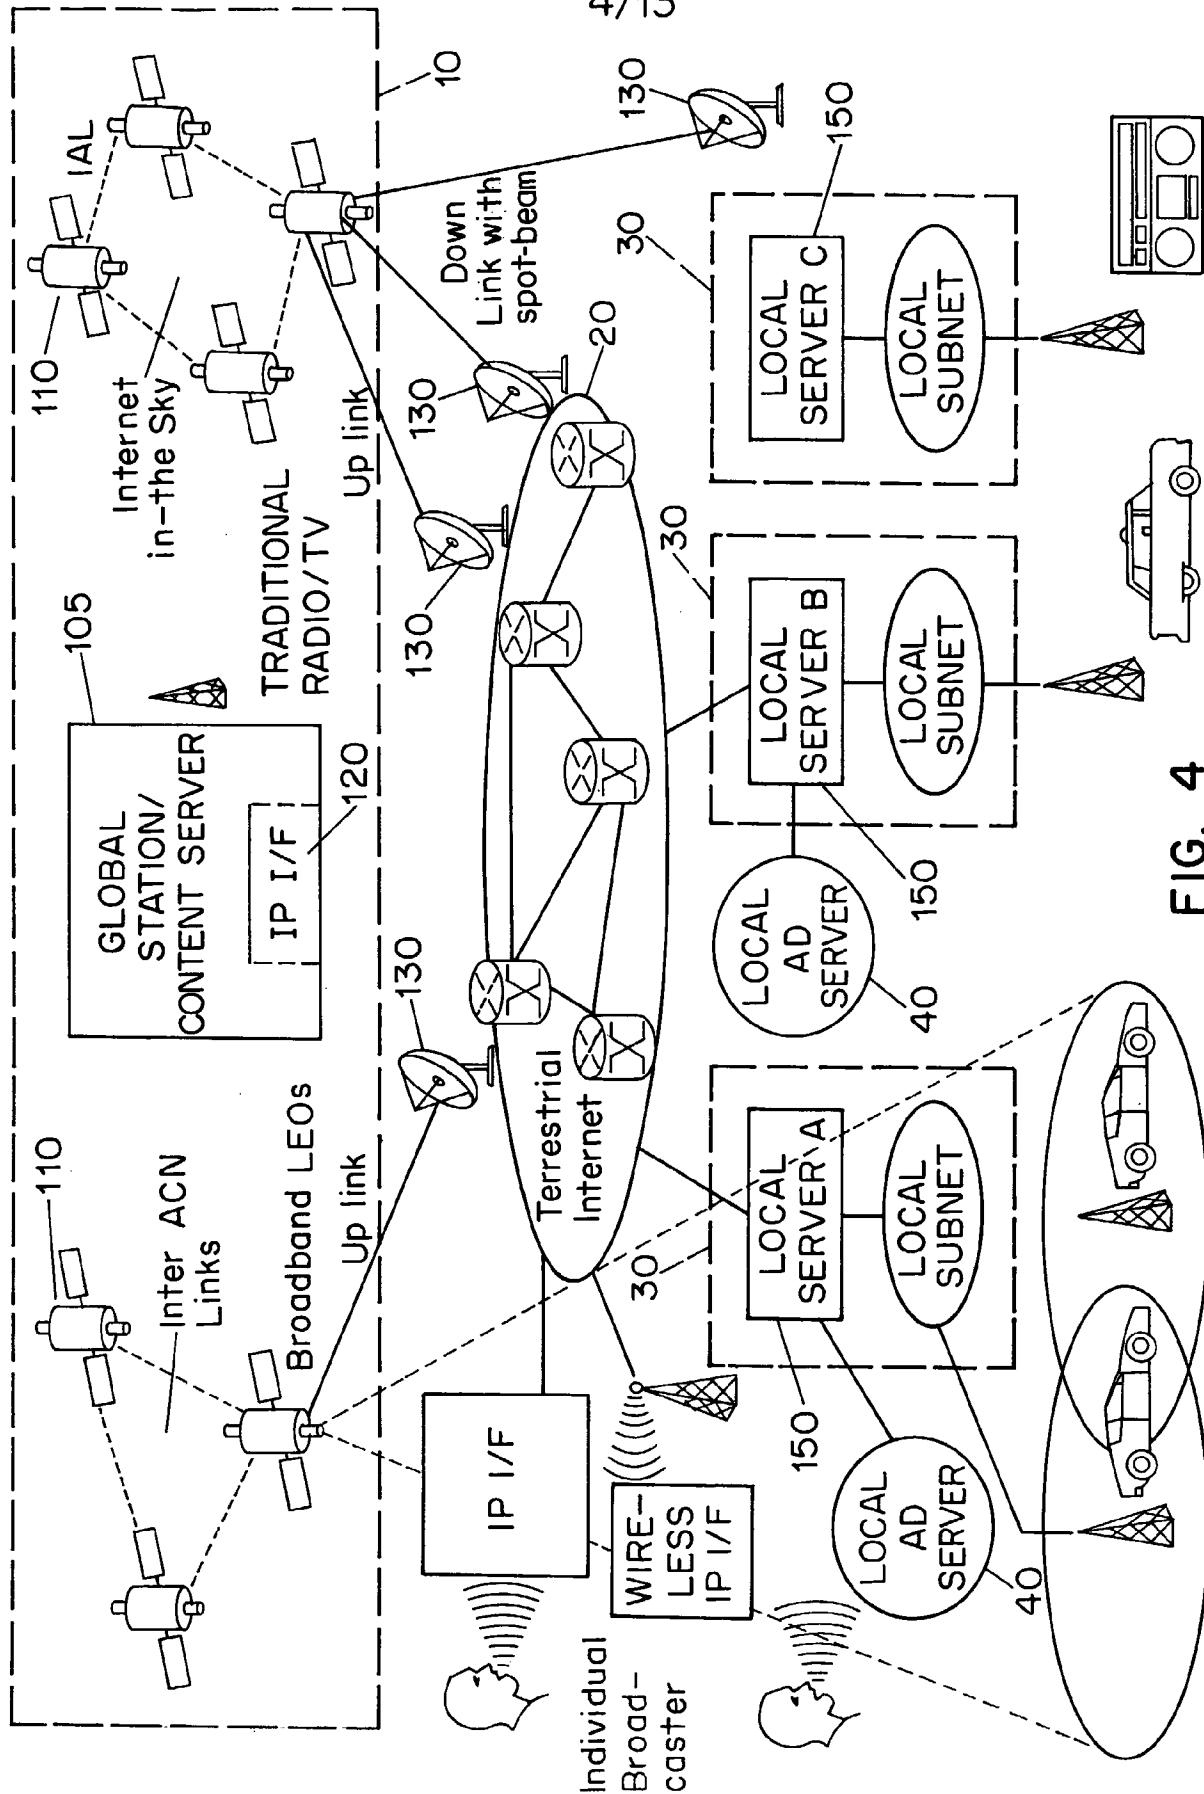 4/13
110
Inter ACN
Links
Broadband LEOs
Up link
GLOBAL
STATION/
CONTENT SERVER
IP I/F
105
120
TRADITIONAL
RADIO/TV
110
Internet
in-the Sky
IAL
10
Up link
Down
Link with
spot-beam
130
130
130
130
20
Terrestrial
Internet
IP I/F
WIRE-
LESS
IP I/F
Individual
Broad-
caster
30
LOCAL
SERVER A
LOCAL
SUBNET
150
LOCAL
AD
SERVER
40
30
LOCAL
SERVER B
LOCAL
SUBNET
150
LOCAL
AD
SERVER
40
30
LOCAL
SERVER C
LOCAL
SUBNET
150
FIG. 4